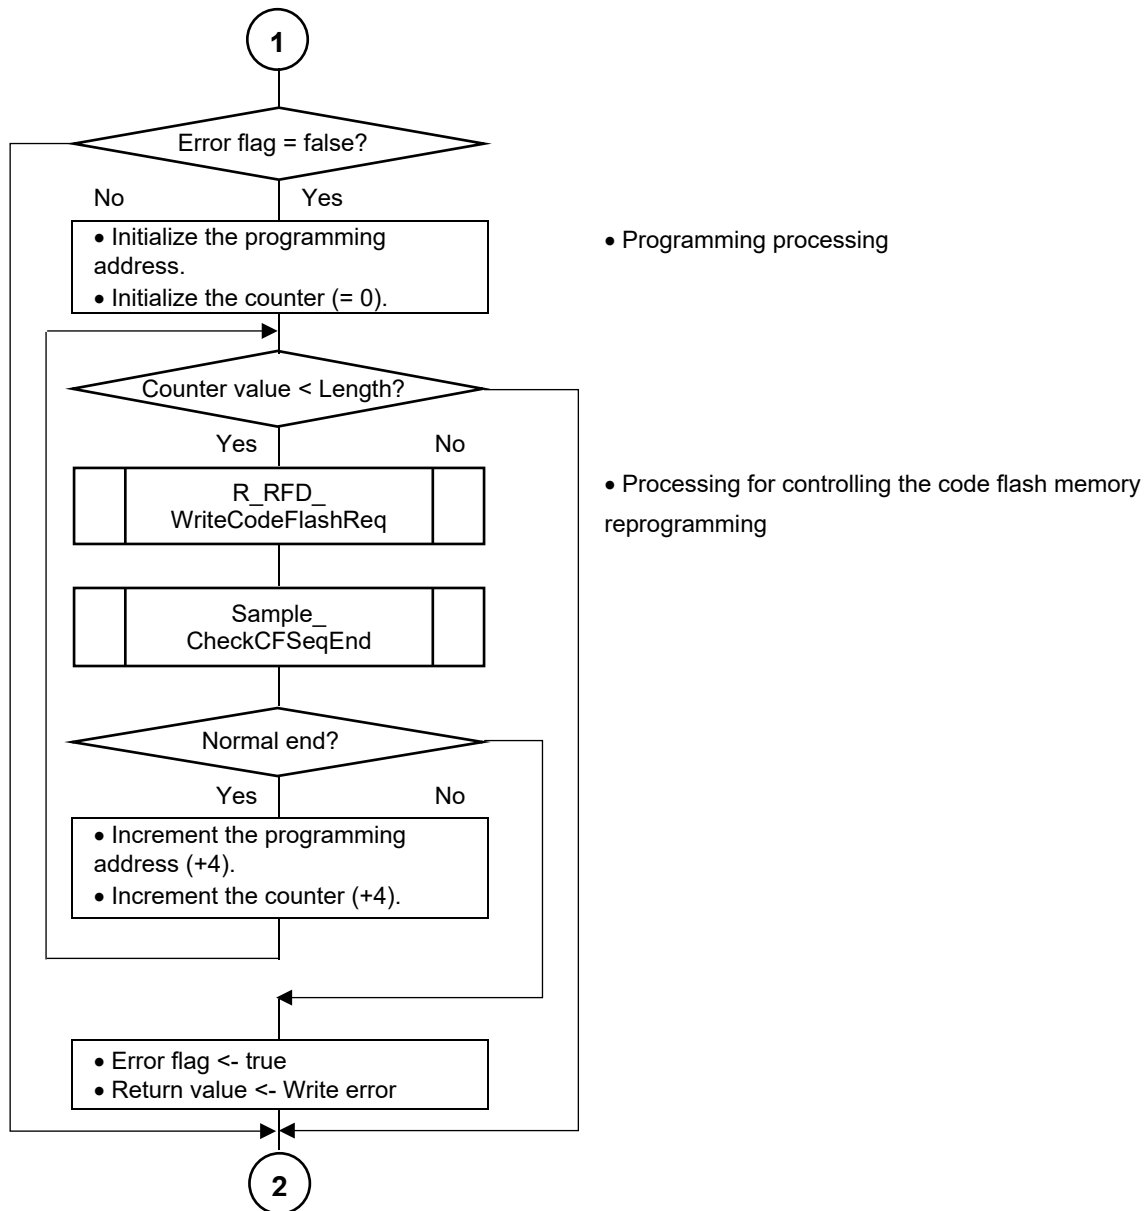 1
Error flag = false?
No
Yes
• Initialize the programming
address.
• Initialize the counter (= 0).
• Programming processing
Counter value < Length?
Yes
No
R_RFD_
WriteCodeFlashReq
• Processing for controlling the code flash memory
reprogramming
Sample_
CheckCFSeqEnd
Normal end?
Yes
No
• Increment the programming
address (+4).
• Increment the counter (+4).
• Error flag <- true
• Return value <- Write error
2